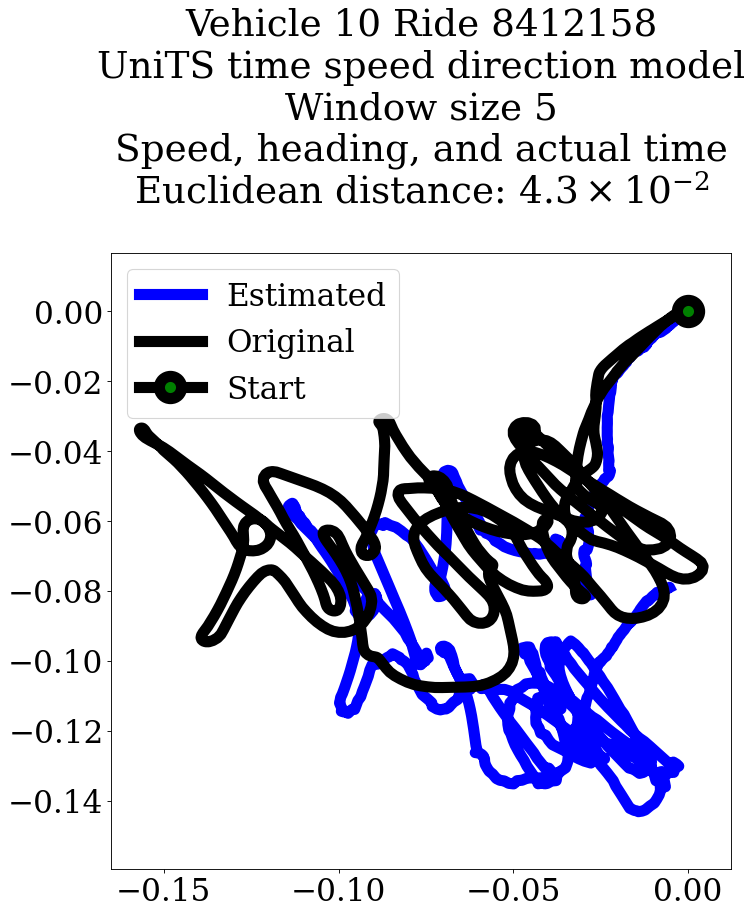 Vehicle 10 Ride 8412158
UniTS time speed direction model
Window size 5
Speed, heading, and actual time
Euclidean distance: 4.3 × 10⁻²
Estimated
Original
Start
0.00
−0.02
−0.04
−0.06
−0.08
−0.10
−0.12
−0.14
−0.15
−0.10
−0.05
0.00